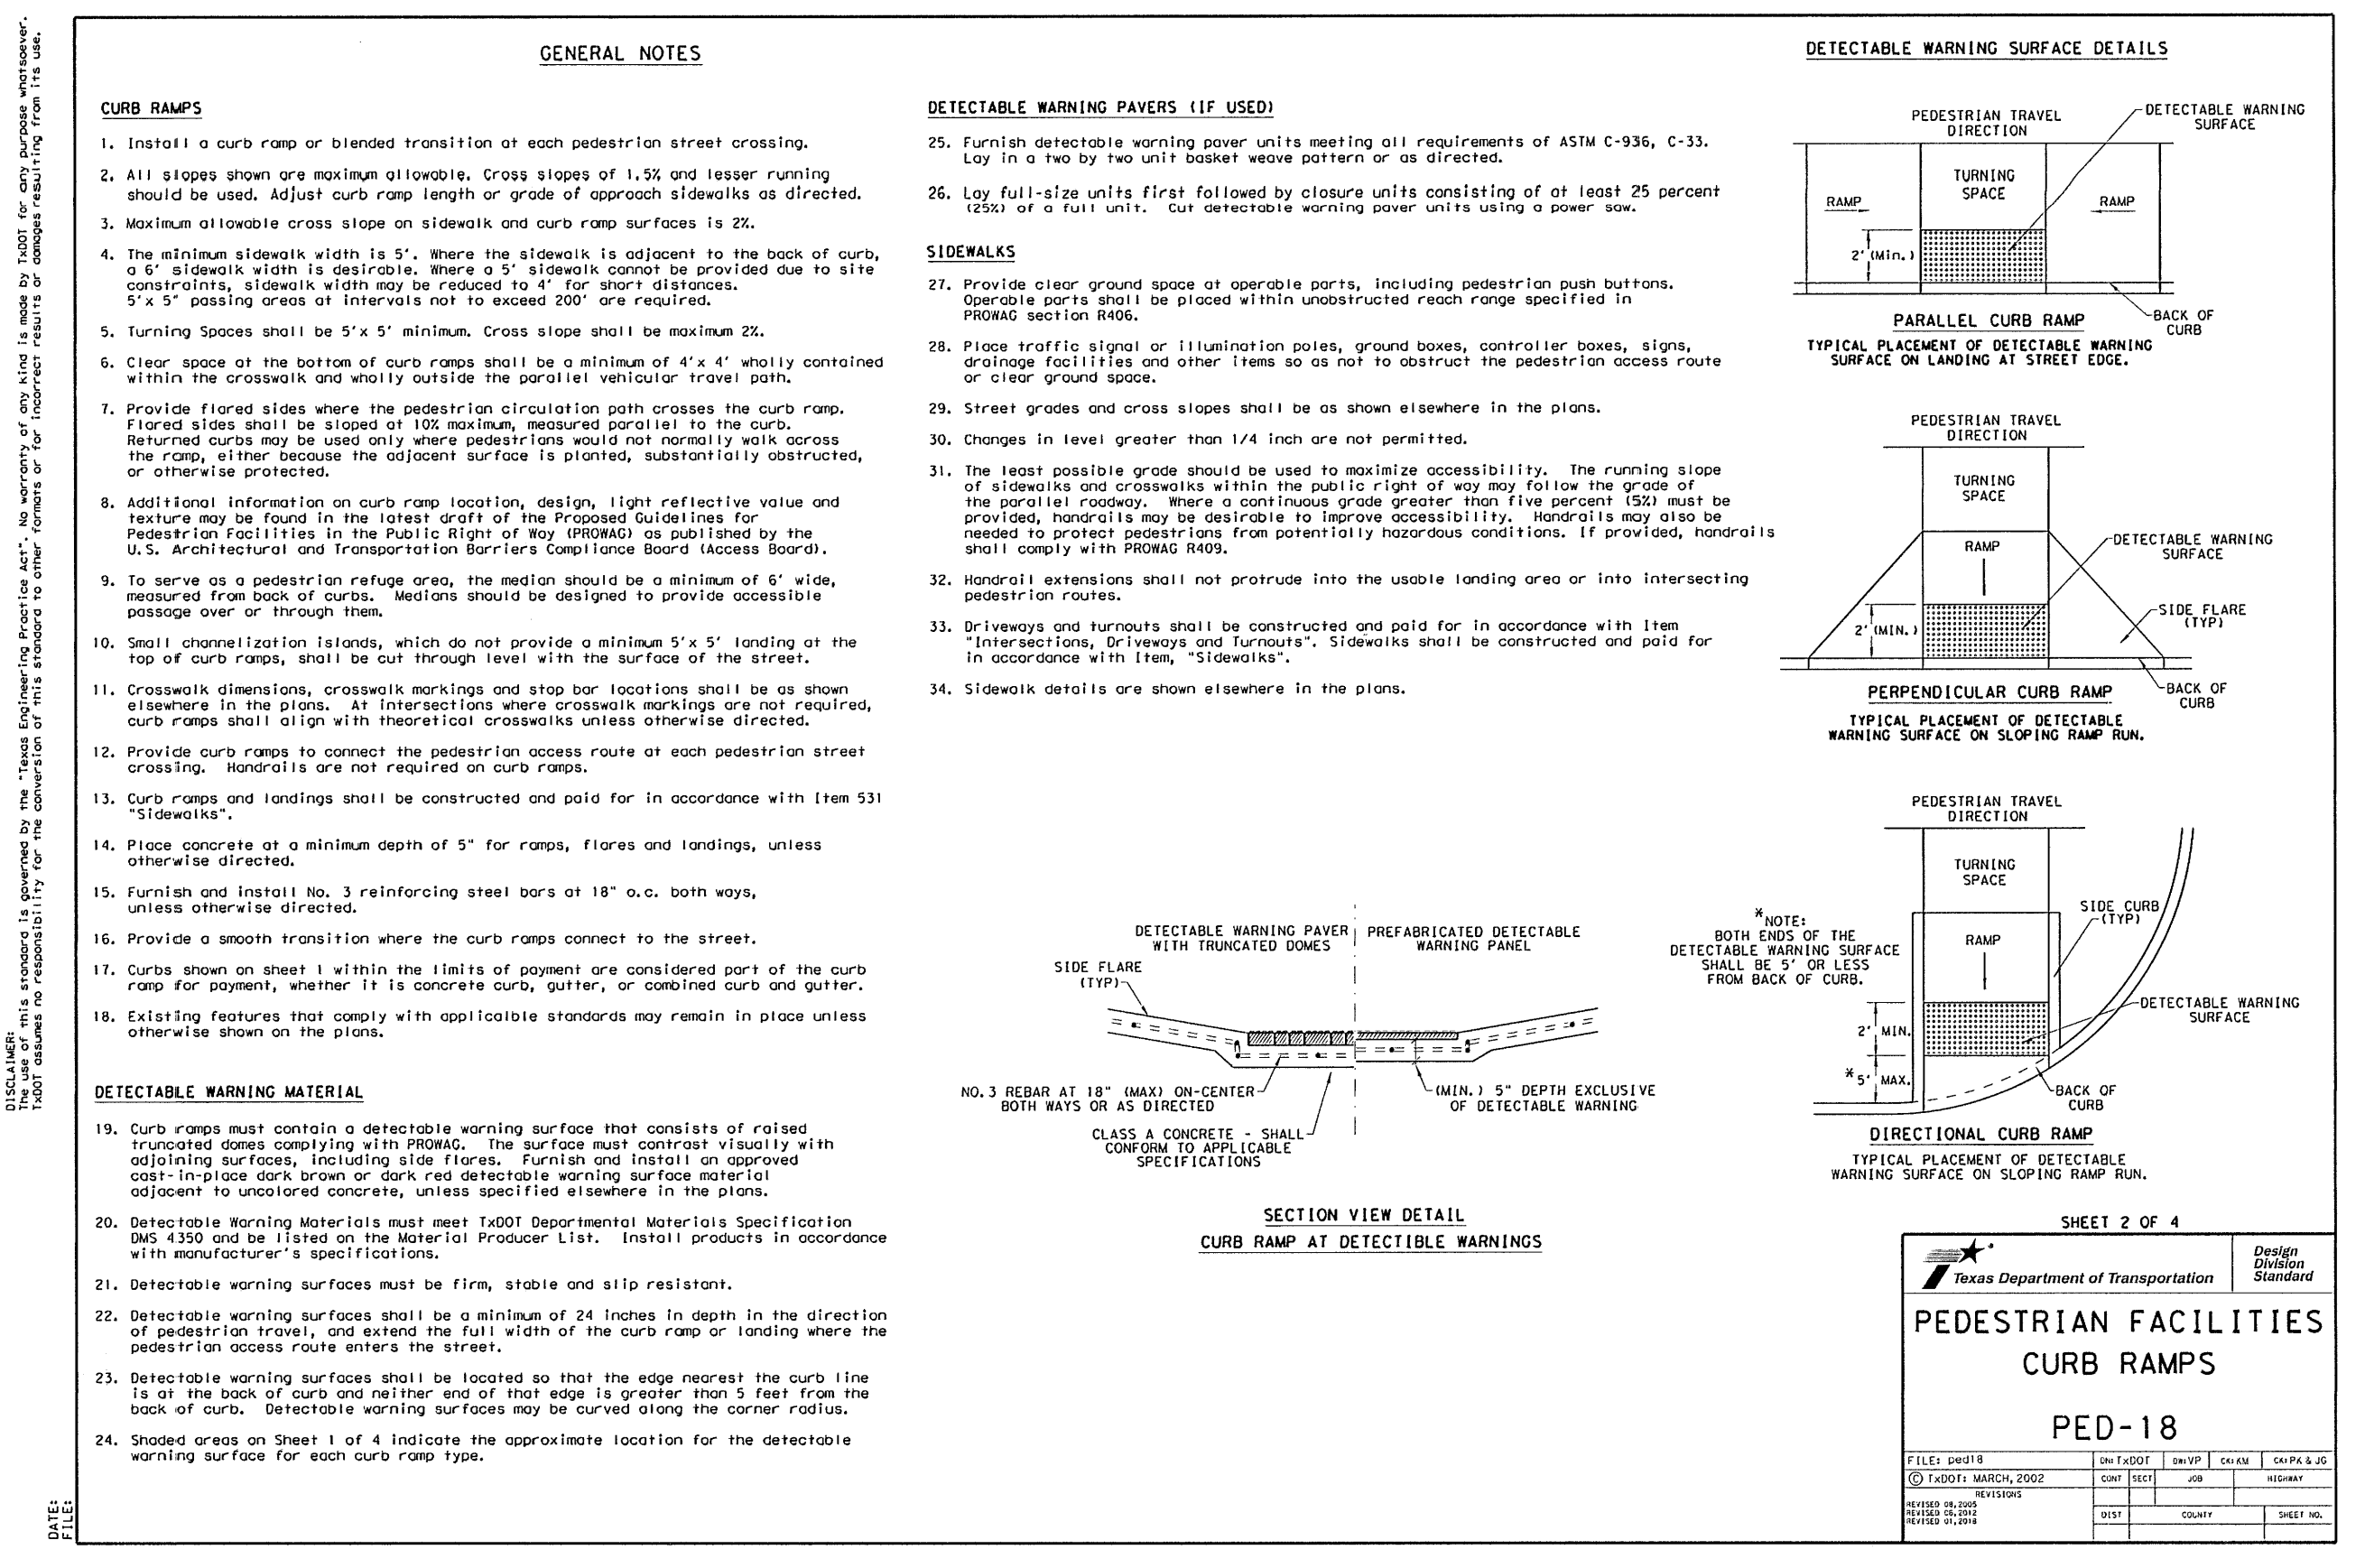 DISCLAIMER:
The use of this standard is governed by the "Texas Engineering Practice Act". No warranty of any kind is made by TxDOT for any purpose whatsoever.
TxDOT assumes no responsibility for the conversion of this standard to other formats or for incorrect results or damages resulting from its use.
DATE:
FILE:
GENERAL NOTES
CURB RAMPS
1. Install a curb ramp or blended transition at each pedestrian street crossing.
2. All slopes shown are maximum allowable. Cross slopes of 1.5% and lesser running
should be used. Adjust curb ramp length or grade of approach sidewalks as directed.
3. Maximum allowable cross slope on sidewalk and curb ramp surfaces is 2%.
4. The minimum sidewalk width is 5'. Where the sidewalk is adjacent to the back of curb,
a 6' sidewalk width is desirable. Where a 5' sidewalk cannot be provided due to site
constraints, sidewalk width may be reduced to 4' for short distances.
5'x 5" passing areas at intervals not to exceed 200' are required.
5. Turning Spaces shall be 5'x 5' minimum. Cross slope shall be maximum 2%.
6. Clear space at the bottom of curb ramps shall be a minimum of 4'x 4' wholly contained
within the crosswalk and wholly outside the parallel vehicular travel path.
7. Provide flared sides where the pedestrian circulation path crosses the curb ramp.
Flared sides shall be sloped at 10% maximum, measured parallel to the curb.
Returned curbs may be used only where pedestrians would not normally walk across
the ramp, either because the adjacent surface is planted, substantially obstructed,
or otherwise protected.
8. Additional information on curb ramp location, design, light reflective value and
texture may be found in the latest draft of the Proposed Guidelines for
Pedestrian Facilities in the Public Right of Way (PROWAG) as published by the
U.S. Architectural and Transportation Barriers Compliance Board (Access Board).
9. To serve as a pedestrian refuge area, the median should be a minimum of 6' wide,
measured from back of curbs. Medians should be designed to provide accessible
passage over or through them.
10. Small channelization islands, which do not provide a minimum 5'x 5' landing at the
top of curb ramps, shall be cut through level with the surface of the street.
11. Crosswalk dimensions, crosswalk markings and stop bar locations shall be as shown
elsewhere in the plans. At intersections where crosswalk markings are not required,
curb ramps shall align with theoretical crosswalks unless otherwise directed.
12. Provide curb ramps to connect the pedestrian access route at each pedestrian street
crossing. Handrails are not required on curb ramps.
13. Curb ramps and landings shall be constructed and paid for in accordance with Item 531
"Sidewalks".
14. Place concrete at a minimum depth of 5" for ramps, flares and landings, unless
otherwise directed.
15. Furnish and install No. 3 reinforcing steel bars at 18" o.c. both ways,
unless otherwise directed.
16. Provide a smooth transition where the curb ramps connect to the street.
17. Curbs shown on sheet 1 within the limits of payment are considered part of the curb
ramp for payment, whether it is concrete curb, gutter, or combined curb and gutter.
18. Existing features that comply with applicalble standards may remain in place unless
otherwise shown on the plans.
DETECTABLE WARNING MATERIAL
19. Curb ramps must contain a detectable warning surface that consists of raised
truncated domes complying with PROWAG. The surface must contrast visually with
adjoining surfaces, including side flares. Furnish and install an approved
cast-in-place dark brown or dark red detectable warning surface material
adjacent to uncolored concrete, unless specified elsewhere in the plans.
20. Detectable Warning Materials must meet TxDOT Departmental Materials Specification
DMS 4350 and be listed on the Material Producer List. Install products in accordance
with manufacturer's specifications.
21. Detectable warning surfaces must be firm, stable and slip resistant.
22. Detectable warning surfaces shall be a minimum of 24 inches in depth in the direction
of pedestrian travel, and extend the full width of the curb ramp or landing where the
pedestrian access route enters the street.
23. Detectable warning surfaces shall be located so that the edge nearest the curb line
is at the back of curb and neither end of that edge is greater than 5 feet from the
back of curb. Detectable warning surfaces may be curved along the corner radius.
24. Shaded areas on Sheet 1 of 4 indicate the approximate location for the detectable
warning surface for each curb ramp type.
DETECTABLE WARNING PAVERS (IF USED)
25. Furnish detectable warning paver units meeting all requirements of ASTM C-936, C-33.
Lay in a two by two unit basket weave pattern or as directed.
26. Lay full-size units first followed by closure units consisting of at least 25 percent
(25%) of a full unit. Cut detectable warning paver units using a power saw.
SIDEWALKS
27. Provide clear ground space at operable parts, including pedestrian push buttons.
Operable parts shall be placed within unobstructed reach range specified in
PROWAG section R406.
28. Place traffic signal or illumination poles, ground boxes, controller boxes, signs,
drainage facilities and other items so as not to obstruct the pedestrian access route
or clear ground space.
29. Street grades and cross slopes shall be as shown elsewhere in the plans.
30. Changes in level greater than 1/4 inch are not permitted.
31. The least possible grade should be used to maximize accessibility. The running slope
of sidewalks and crosswalks within the public right of way may follow the grade of
the parallel roadway. Where a continuous grade greater than five percent (5%) must be
provided, handrails may be desirable to improve accessibility. Handrails may also be
needed to protect pedestrians from potentially hazardous conditions. If provided, handrails
shall comply with PROWAG R409.
32. Handrail extensions shall not protrude into the usable landing area or into intersecting
pedestrian routes.
33. Driveways and turnouts shall be constructed and paid for in accordance with Item
"Intersections, Driveways and Turnouts". Sidewalks shall be constructed and paid for
in accordance with Item, "Sidewalks".
34. Sidewalk details are shown elsewhere in the plans.
DETECTABLE WARNING PAVER
WITH TRUNCATED DOMES
PREFABRICATED DETECTABLE
WARNING PANEL
SIDE FLARE
(TYP)
NO.3 REBAR AT 18" (MAX) ON-CENTER
BOTH WAYS OR AS DIRECTED
(MIN.) 5" DEPTH EXCLUSIVE
OF DETECTABLE WARNING
CLASS A CONCRETE - SHALL
CONFORM TO APPLICABLE
SPECIFICATIONS
SECTION VIEW DETAIL
CURB RAMP AT DETECTIBLE WARNINGS
DETECTABLE WARNING SURFACE DETAILS
PEDESTRIAN TRAVEL
DIRECTION
DETECTABLE WARNING
SURFACE
TURNING
SPACE
RAMP
RAMP
2' (Min.)
BACK OF
CURB
PARALLEL CURB RAMP
TYPICAL PLACEMENT OF DETECTABLE WARNING
SURFACE ON LANDING AT STREET EDGE.
PEDESTRIAN TRAVEL
DIRECTION
TURNING
SPACE
RAMP
DETECTABLE WARNING
SURFACE
SIDE FLARE
(TYP)
2' (MIN.)
BACK OF
CURB
PERPENDICULAR CURB RAMP
TYPICAL PLACEMENT OF DETECTABLE
WARNING SURFACE ON SLOPING RAMP RUN.
PEDESTRIAN TRAVEL
DIRECTION
TURNING
SPACE
SIDE CURB
(TYP)
*NOTE:
BOTH ENDS OF THE
DETECTABLE WARNING SURFACE
SHALL BE 5' OR LESS
FROM BACK OF CURB.
RAMP
DETECTABLE WARNING
SURFACE
2' MIN.
*5' MAX.
BACK OF
CURB
DIRECTIONAL CURB RAMP
TYPICAL PLACEMENT OF DETECTABLE
WARNING SURFACE ON SLOPING RAMP RUN.
SHEET 2 OF 4
Texas Department of Transportation
Design
Division
Standard
PEDESTRIAN FACILITIES
CURB RAMPS
PED-18
FILE: ped18
DN: TxDOT
DW: VP
CK: KM
CK: PK & JG
© TxDOT: MARCH, 2002
CONT
SECT
JOB
HIGHWAY
REVISIONS
REVISED 08,2005
REVISED 06,2012
REVISED 01,2018
DIST
COUNTY
SHEET NO.